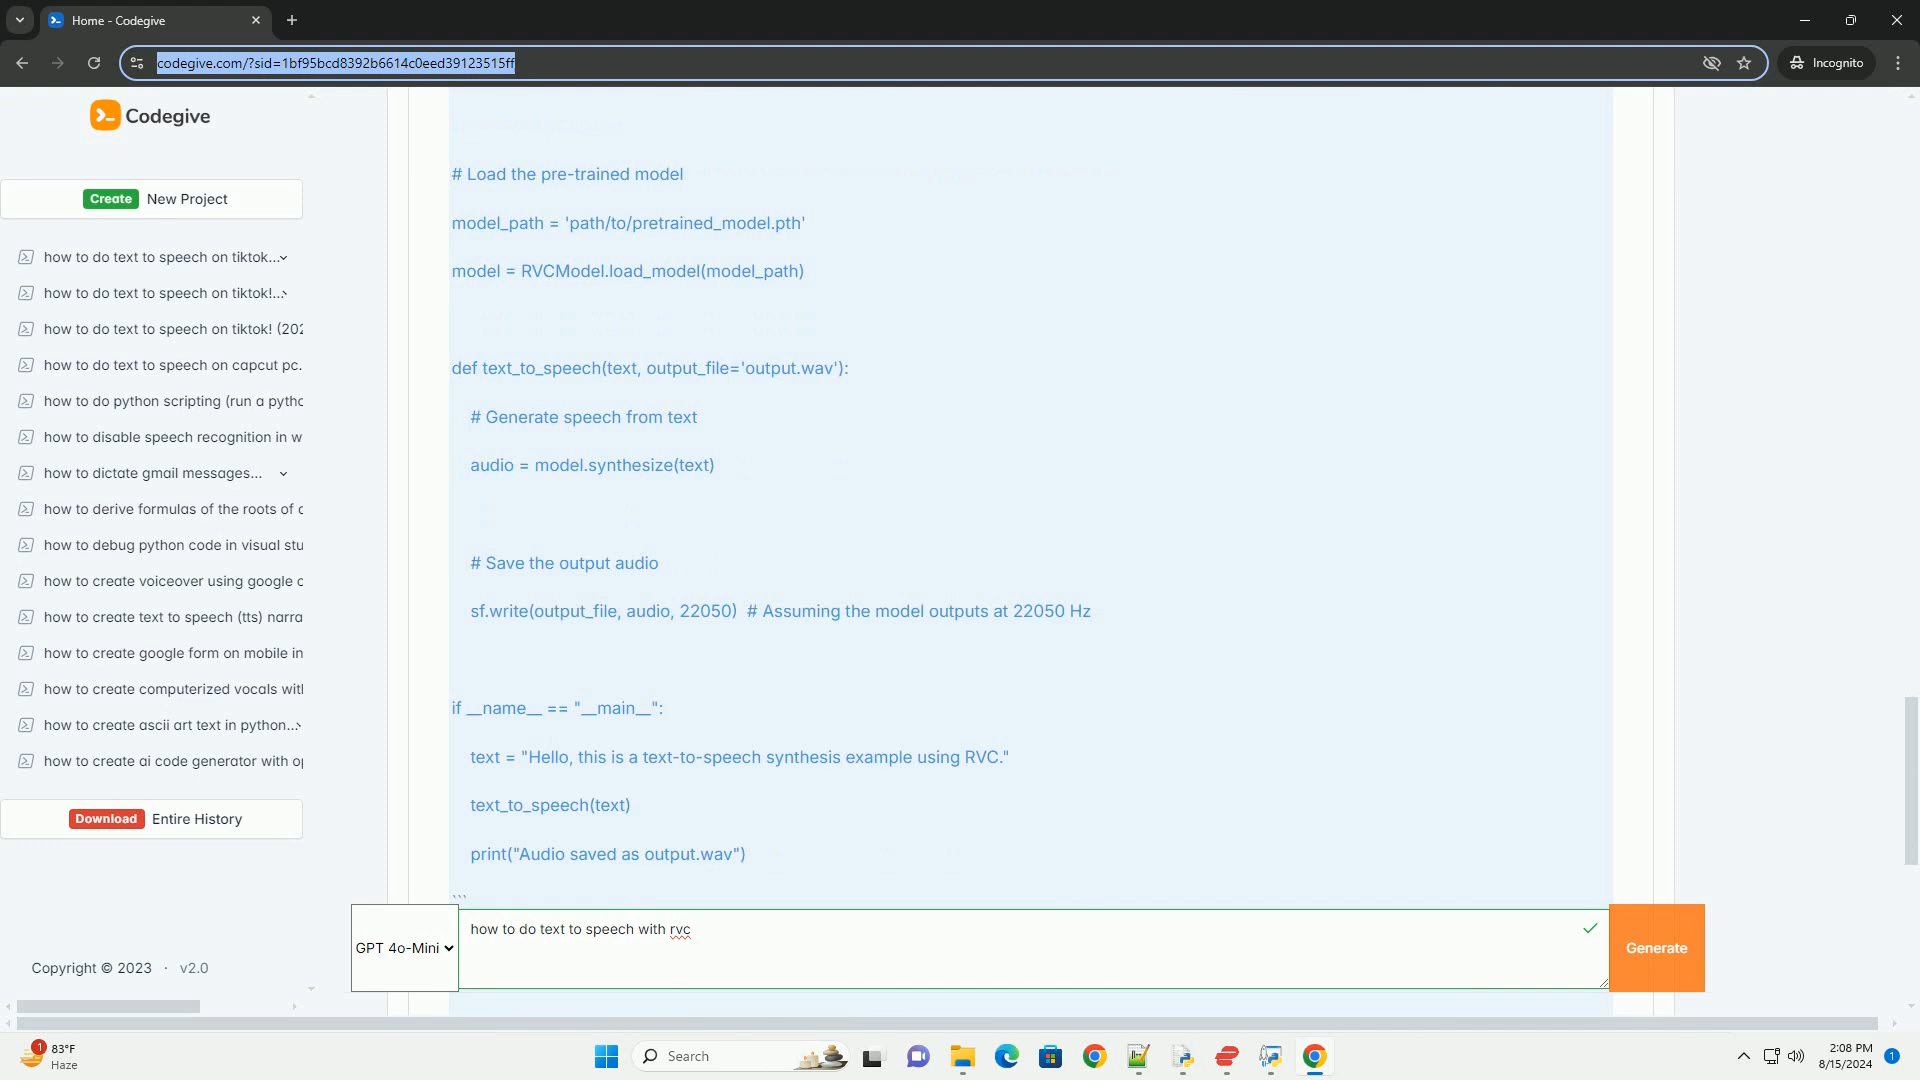 Home - Codegive
codegive.com/?sid=1bf95bcd8392b6614c0eed39123515ff
Incognito
Codegive
Create New Project
how to do text to speech on tiktok...
how to do text to speech on tiktok!...
how to do text to speech on tiktok! (202
how to do text to speech on capcut pc.
how to do python scripting (run a pytho
how to disable speech recognition in w
how to dictate gmail messages...
how to derive formulas of the roots of a
how to debug python code in visual stu
how to create voiceover using google c
how to create text to speech (tts) narra
how to create google form on mobile in
how to create computerized vocals with
how to create ascii art text in python...
how to create ai code generator with op
Download Entire History
Copyright © 2023 · v2.0
# Load the pre-trained model
model_path = 'path/to/pretrained_model.pth'
model = RVCModel.load_model(model_path)
def text_to_speech(text, output_file='output.wav'):
# Generate speech from text
audio = model.synthesize(text)
# Save the output audio
sf.write(output_file, audio, 22050)  # Assuming the model outputs at 22050 Hz
if __name__ == "__main__":
text = "Hello, this is a text-to-speech synthesis example using RVC."
text_to_speech(text)
print("Audio saved as output.wav")
```
GPT 4o-Mini
how to do text to speech with rvc
Generate
1
83°F
Haze
Search
2:08 PM
8/15/2024
1